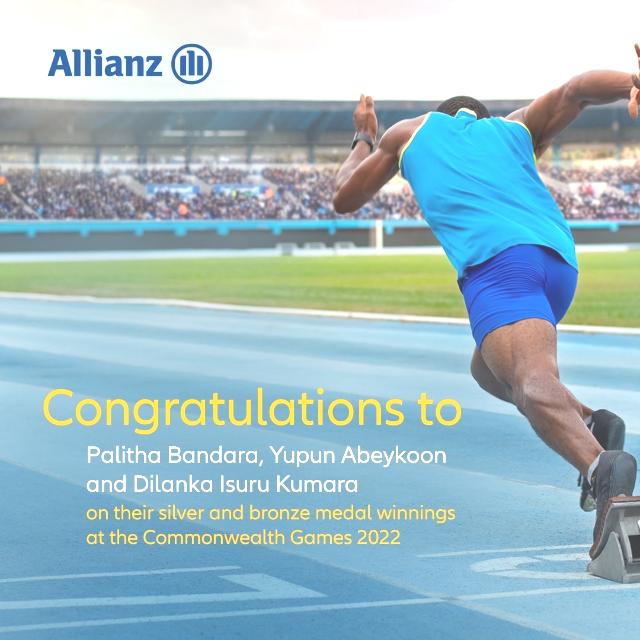 Allianz
Congratulations to
Palitha Bandara, Yupun Abeykoon
and Dilanka Isuru Kumara
on their silver and bronze medal winnings
at the Commonwealth Games 2022